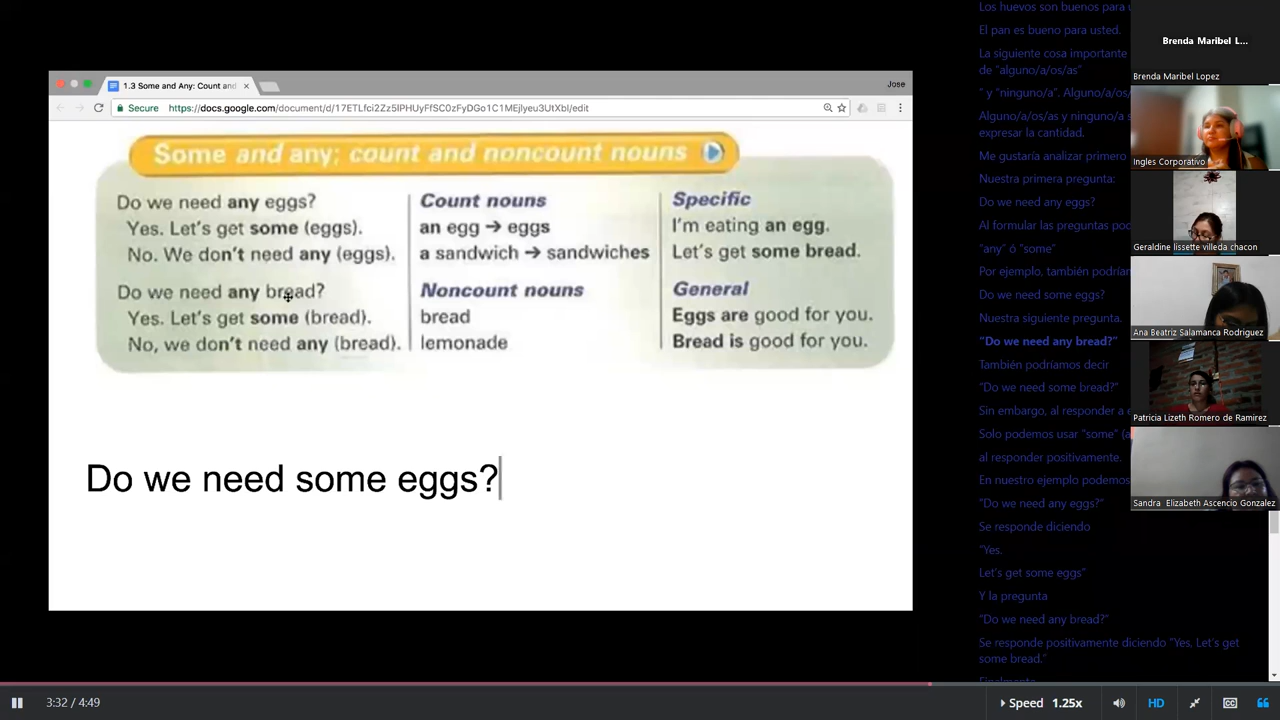 1.3 Some and Any: Count and
Jose
Secure
https://docs.google.com/document/d/17ETLfci2Zz5lPHUyFfSC0zFyDGo1C1MEjlyeu3UtXbI/edit
Some and any; count and noncount nouns
Do we need any eggs?
Yes. Let's get some (eggs).
No. We don't need any (eggs).
Do we need any bread?
Yes. Let's get some (bread).
No, we don't need any (bread).
Count nouns
an egg → eggs
a sandwich → sandwiches
Noncount nouns
bread
lemonade
Specific
I'm eating an egg.
Let's get some bread.
General
Eggs are good for you.
Bread is good for you.
Do we need some eggs?
Los huevos son buenos para
El pan es bueno para usted.
La siguiente cosa importante
de "alguno/a/os/as"
" y "ninguno/a". Alguno/a/os/
Alguno/a/os/as y ninguno/a s
expresar la cantidad.
Me gustaría analizar primero
Nuestra primera pregunta:
Do we need any eggs?
Al formular las preguntas pod
"any" ó "some"
Por ejemplo, también podrían
Do we need some eggs?
Nuestra siguiente pregunta.
"Do we need any bread?"
También podríamos decir
"Do we need some bread?"
Sin embargo, al responder a e
Solo podemos usar "some" (a
al responder positivamente.
En nuestro ejemplo podemos
"Do we need any eggs?"
Se responde diciendo
"Yes.
Let's get some eggs"
Y la pregunta
"Do we need any bread?"
Se responde positivamente diciendo "Yes, Let's get
some bread."
Finalmente
Brenda Maribel L...
Brenda Maribel Lopez
Ingles Corporativo
Geraldine lissette villeda chacon
Ana Beatriz Salamanca Rodriguez
Patricia Lizeth Romero de Ramirez
Sandra Elizabeth Ascencio Gonzalez
3:32 / 4:49
Speed 1.25x
HD
CC